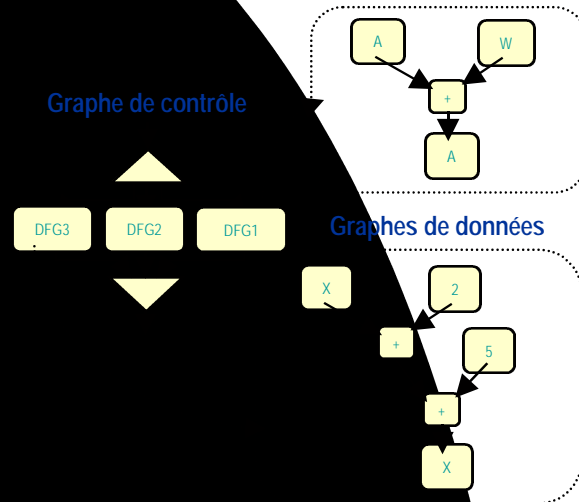 A
W
+
A
Graphe de contrôle
DFG3 DFG2 DFG1
Graphes de données
X
2
+
5
+
X